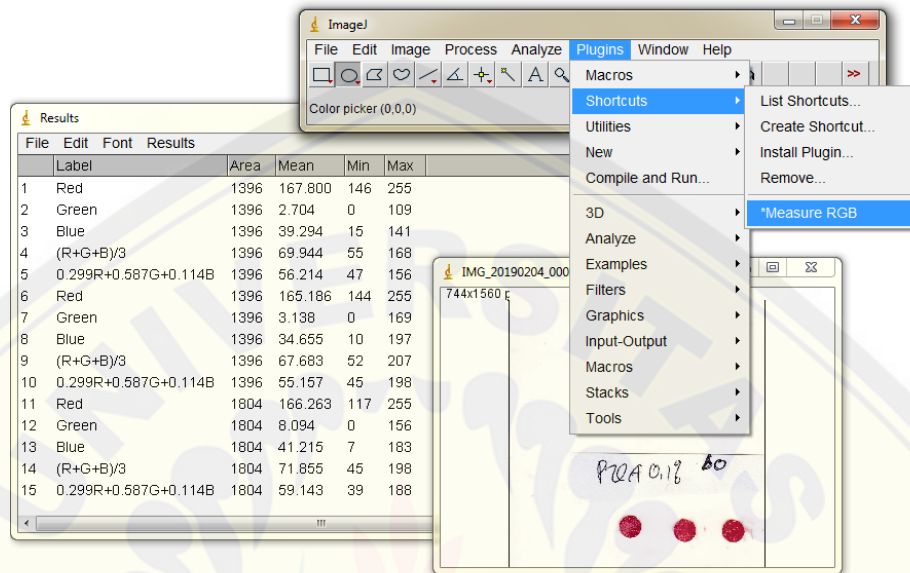 ImageJ
File Edit Image Process Analyze Plugins Window Help
>>
Color picker (0,0,0)
Macros
Shortcuts
Utilities
New
Compile and Run...
3D
Analyze
Examples
Filters
Graphics
Input-Output
Macros
Stacks
Tools
List Shortcuts...
Create Shortcut...
Install Plugin...
Remove...
*Measure RGB
Results
File Edit Font Results
Label Area Mean Min Max
1 Red 1396 167.800 146 255
2 Green 1396 2.704 0 109
3 Blue 1396 39.294 15 141
4 (R+G+B)/3 1396 69.944 55 168
5 0.299R+0.587G+0.114B 1396 56.214 47 156
6 Red 1396 165.186 144 255
7 Green 1396 3.138 0 169
8 Blue 1396 34.655 10 197
9 (R+G+B)/3 1396 67.683 52 207
10 0.299R+0.587G+0.114B 1396 55.157 45 198
11 Red 1804 166.263 117 255
12 Green 1804 8.094 0 156
13 Blue 1804 41.215 7 183
14 (R+G+B)/3 1804 71.855 45 198
15 0.299R+0.587G+0.114B 1804 59.143 39 188
IMG_20190204_000
744x1560
UNIVERSITAS